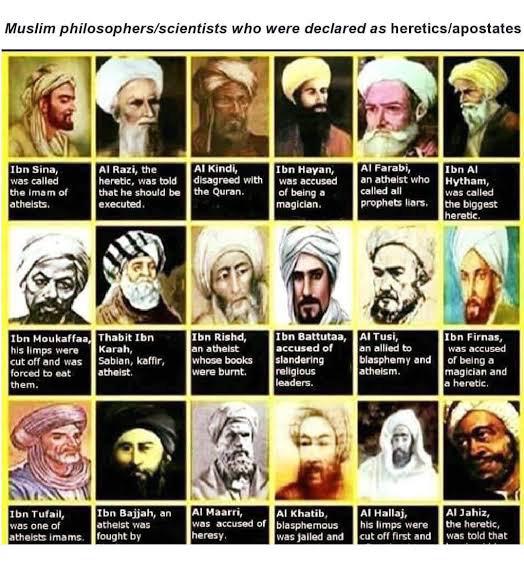 Muslim philosophers/scientists who were declared as heretics/apostates
Ibn Sina,
was called
the imam of
atheists.
Al Razi, the
heretic, was told
that he should be
executed.
Al Kindi,
disagreed with
the Quran.
Ibn Hayan,
was accused
of being a
magician.
Al Farabi,
an atheist who
called all
prophets liars.
Ibn Al
Hytham,
was called
the biggest
heretic.
Ibn Moukaffaa,
his limps were
cut off and was
forced to eat
them.
Thabit Ibn
Karah,
Sabian, kaffir,
atheist.
Ibn Rishd,
an atheist
whose books
were burnt.
Ibn Battutaa,
accused of
slandering
religious
leaders.
Al Tusi,
an allied to
blasphemy and
atheism.
Ibn Firnas,
was accused
of being a
magician and
a heretic.
Ibn Tufail,
was one of
atheists imams.
Ibn Bajjah, an
atheist was
fought by
Al Maarri,
was accused of
heresy.
Al Khatib,
blasphemous
was jailed and
Al Hallaj,
his limps were
cut off first and
Al Jahiz,
the heretic,
was told that